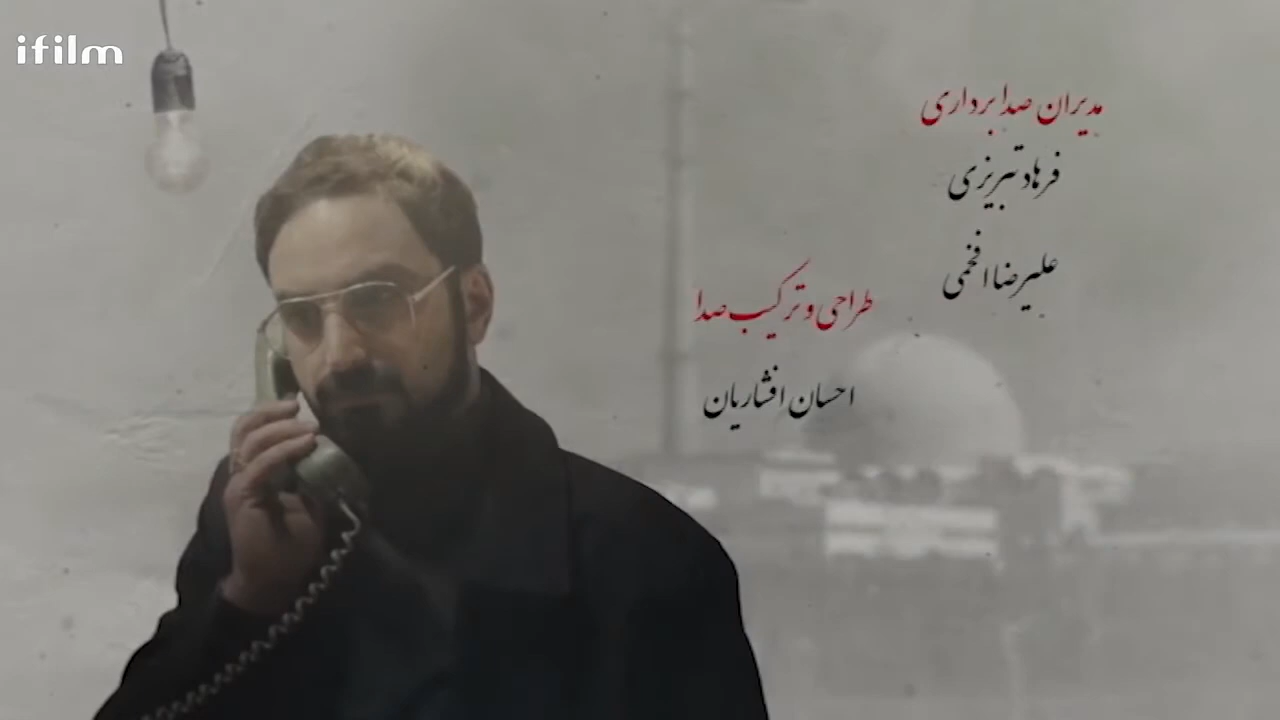 ifilm
مدیران صدابرداری
فرهاد تبریزی
علیرضا افخمی
طراحی و ترکیب صدا
احسان افشاریان